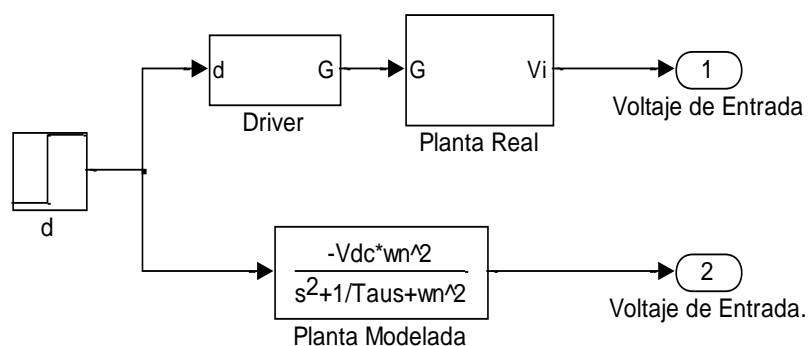 d G
Driver
G Vi
Planta Real
1
Voltaje de Entrada
d
-Vdc*wn^2
s2+1/Taus+wn^2
Planta Modelada
2
Voltaje de Entrada.